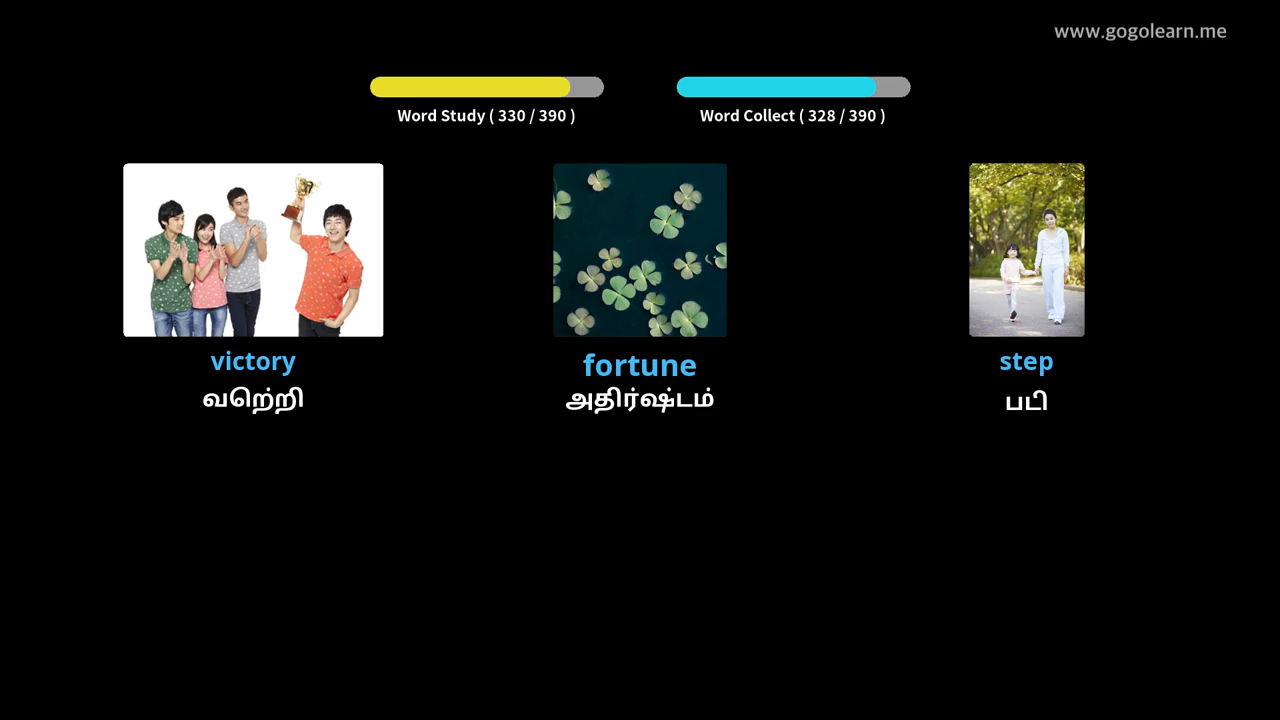 www.gogolearn.me
Word Study ( 330 / 390 )
Word Collect ( 328 / 390 )
victory
வெற்றி
fortune
அதிர்ஷ்டம்
step
படி